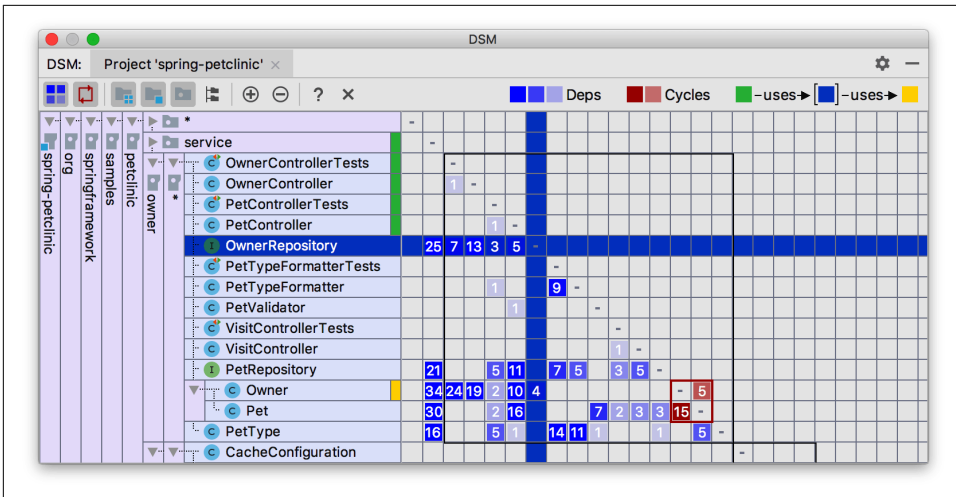 DSM
DSM: Project 'spring-petclinic' ×
? × Deps Cycles -uses→ [ ] -uses→
spring-petclinic
org
springframework
samples
petclinic
owner
*
* -
service -
OwnerControllerTests -
OwnerController 1 -
PetControllerTests -
PetController 1 -
OwnerRepository 25 7 13 3 5 -
PetTypeFormatterTests -
PetTypeFormatter 1 9 -
PetValidator 1 -
VisitControllerTests -
VisitController 1 -
PetRepository 21 5 11 7 5 3 5 -
Owner 34 24 19 2 10 4 - 5
Pet 30 2 16 7 2 3 3 15 -
PetType 16 5 1 14 11 1 1 5 -
CacheConfiguration -